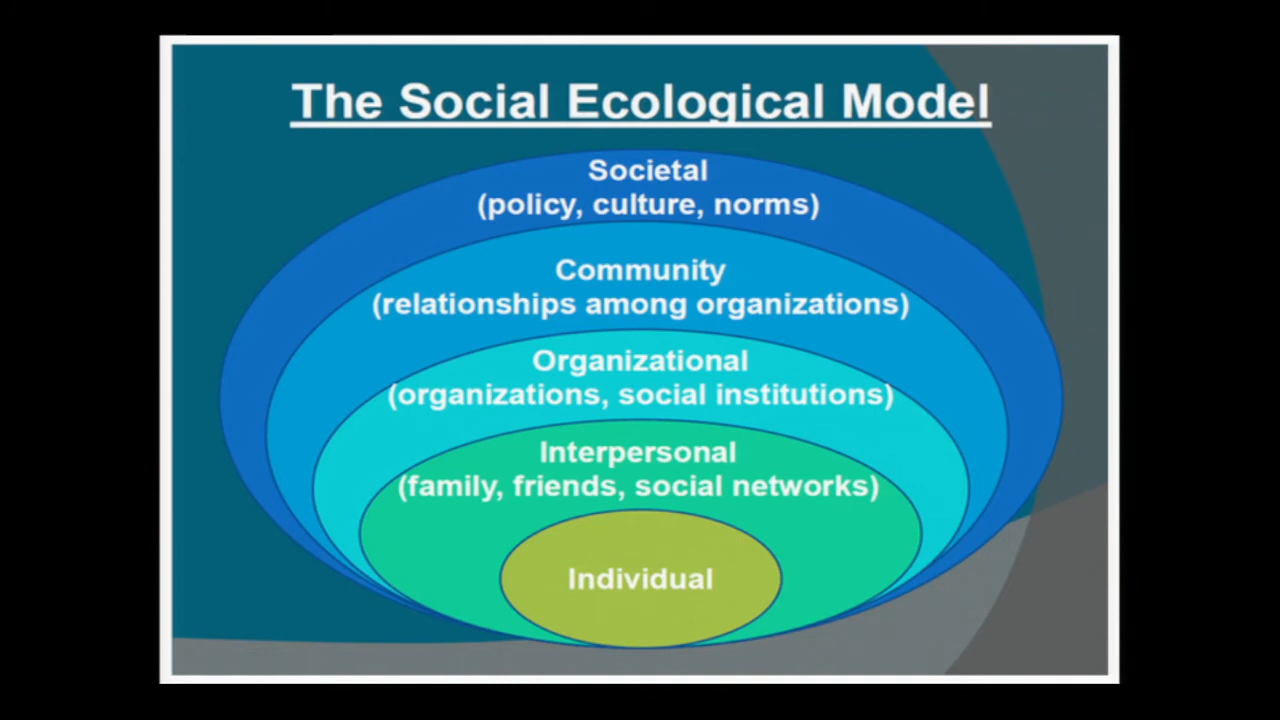 The Social Ecological Model
Societal
(policy, culture, norms)
Community
(relationships among organizations)
Organizational
(organizations, social institutions)
Interpersonal
(family, friends, social networks)
Individual